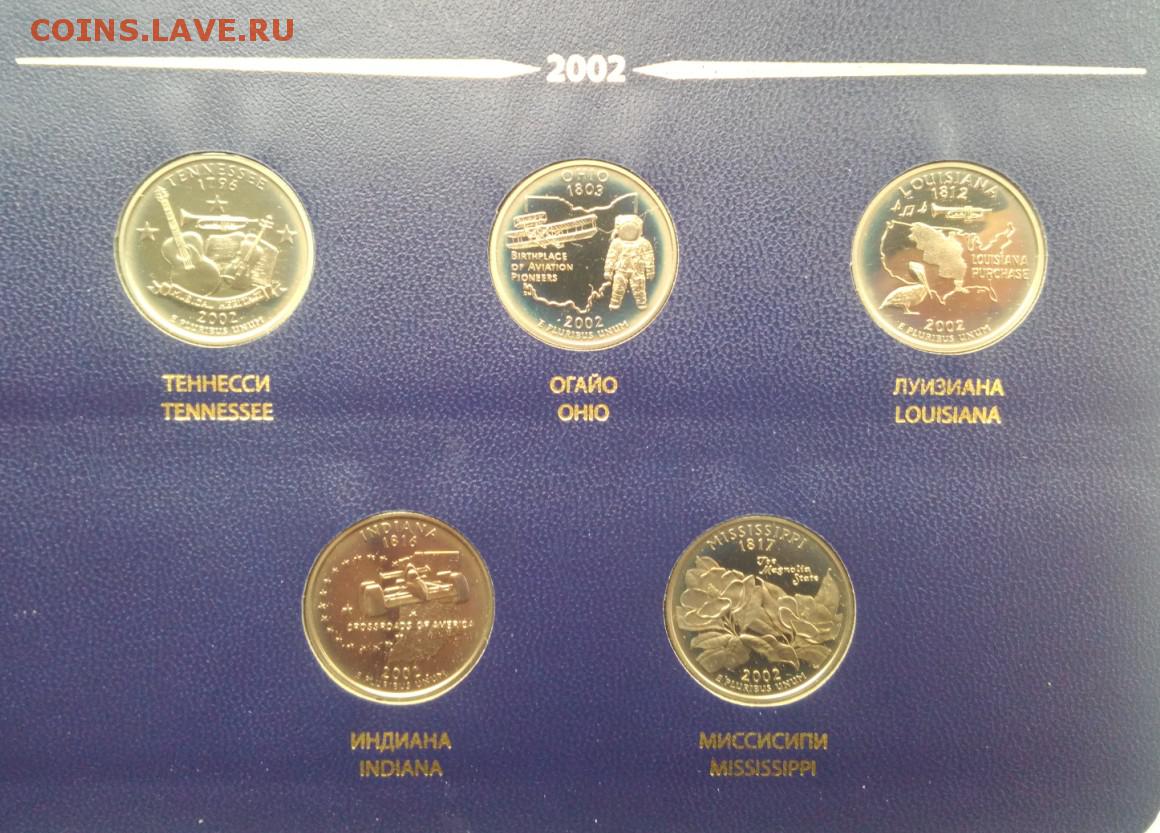 COINS.LAVE.RU
2002
TENNESSEE
1796
2002
E PLURIBUS UNUM
ТЕННЕССИ
TENNESSEE
OHIO
1803
BIRTHPLACE
OF AVIATION
PIONEERS
2002
E PLURIBUS UNUM
ОГАЙО
OHIO
LOUISIANA
1812
LOUISIANA
PURCHASE
2002
E PLURIBUS UNUM
ЛУИЗИАНА
LOUISIANA
INDIANA
1816
CROSSROADS OF AMERICA
2002
E PLURIBUS UNUM
ИНДИАНА
INDIANA
MISSISSIPPI
1817
The
Magnolia
State
2002
E PLURIBUS UNUM
МИССИСИПИ
MISSISSIPPI